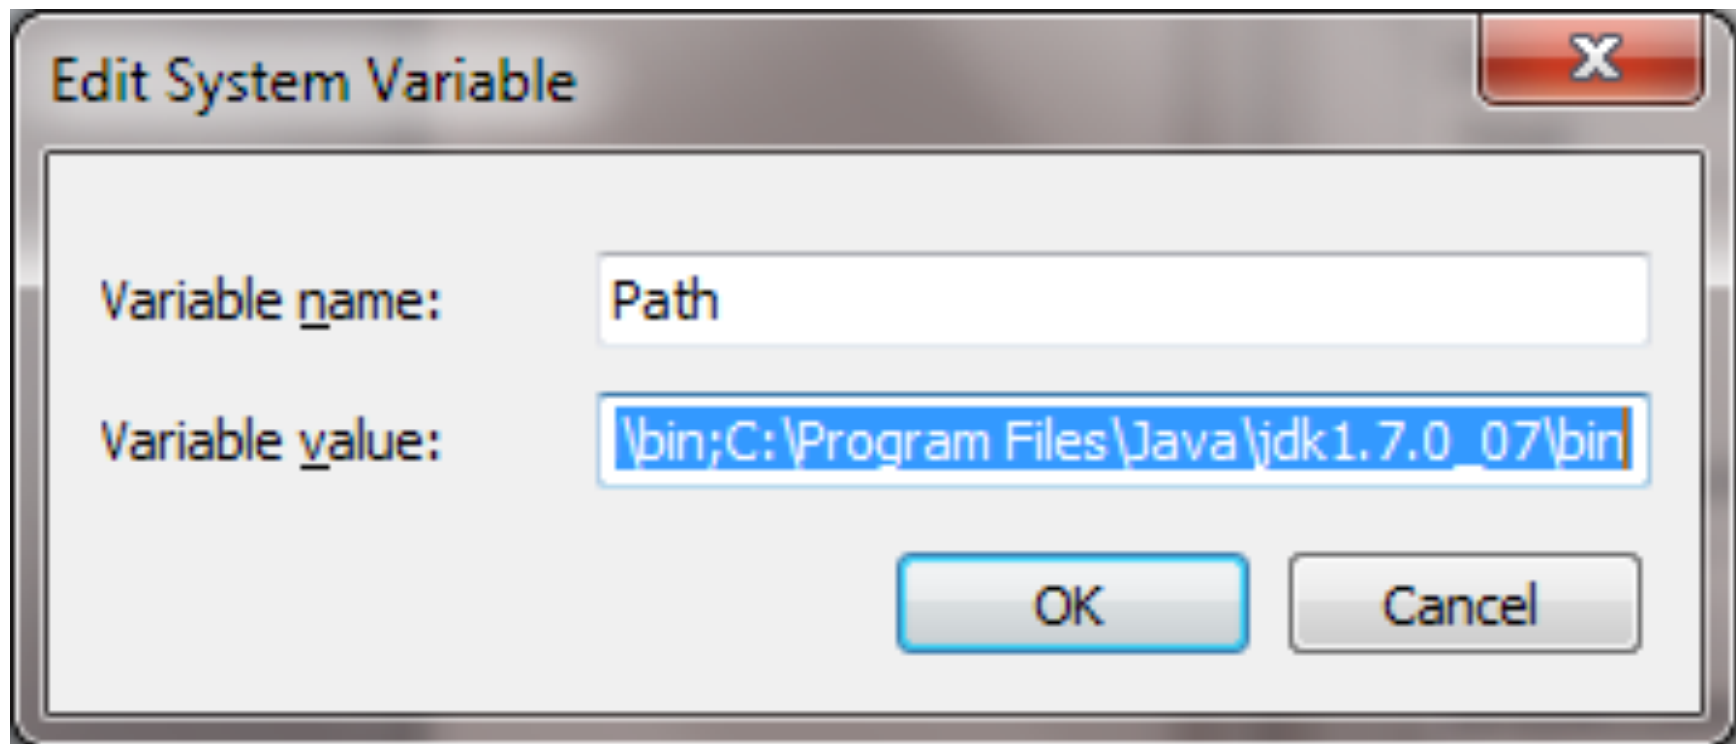 Edit System Variable
Variable name: Path
Variable value: \bin;C:\Program Files\Java\jdk1.7.0_07\bin
OK Cancel